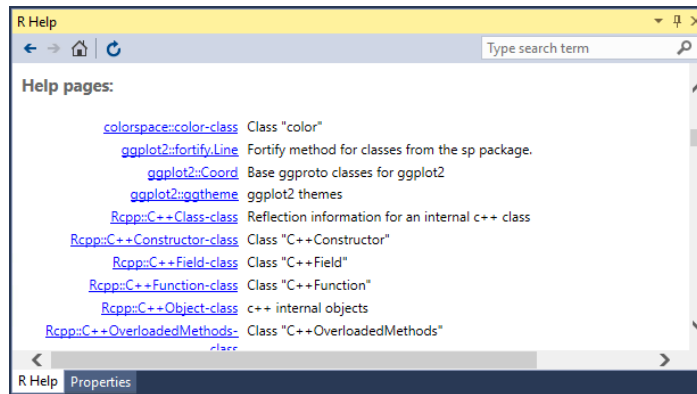 R Help
Type search term
Help pages:
colorspace::color-class Class "color"
ggplot2::fortify.Line Fortify method for classes from the sp package.
ggplot2::Coord Base ggproto classes for ggplot2
ggplot2::ggtheme ggplot2 themes
Rcpp::C++Class-class Reflection information for an internal c++ class
Rcpp::C++Constructor-class Class "C++Constructor"
Rcpp::C++Field-class Class "C++Field"
Rcpp::C++Function-class Class "C++Function"
Rcpp::C++Object-class c++ internal objects
Rcpp::C++OverloadedMethods- Class "C++OverloadedMethods"
class
R Help Properties